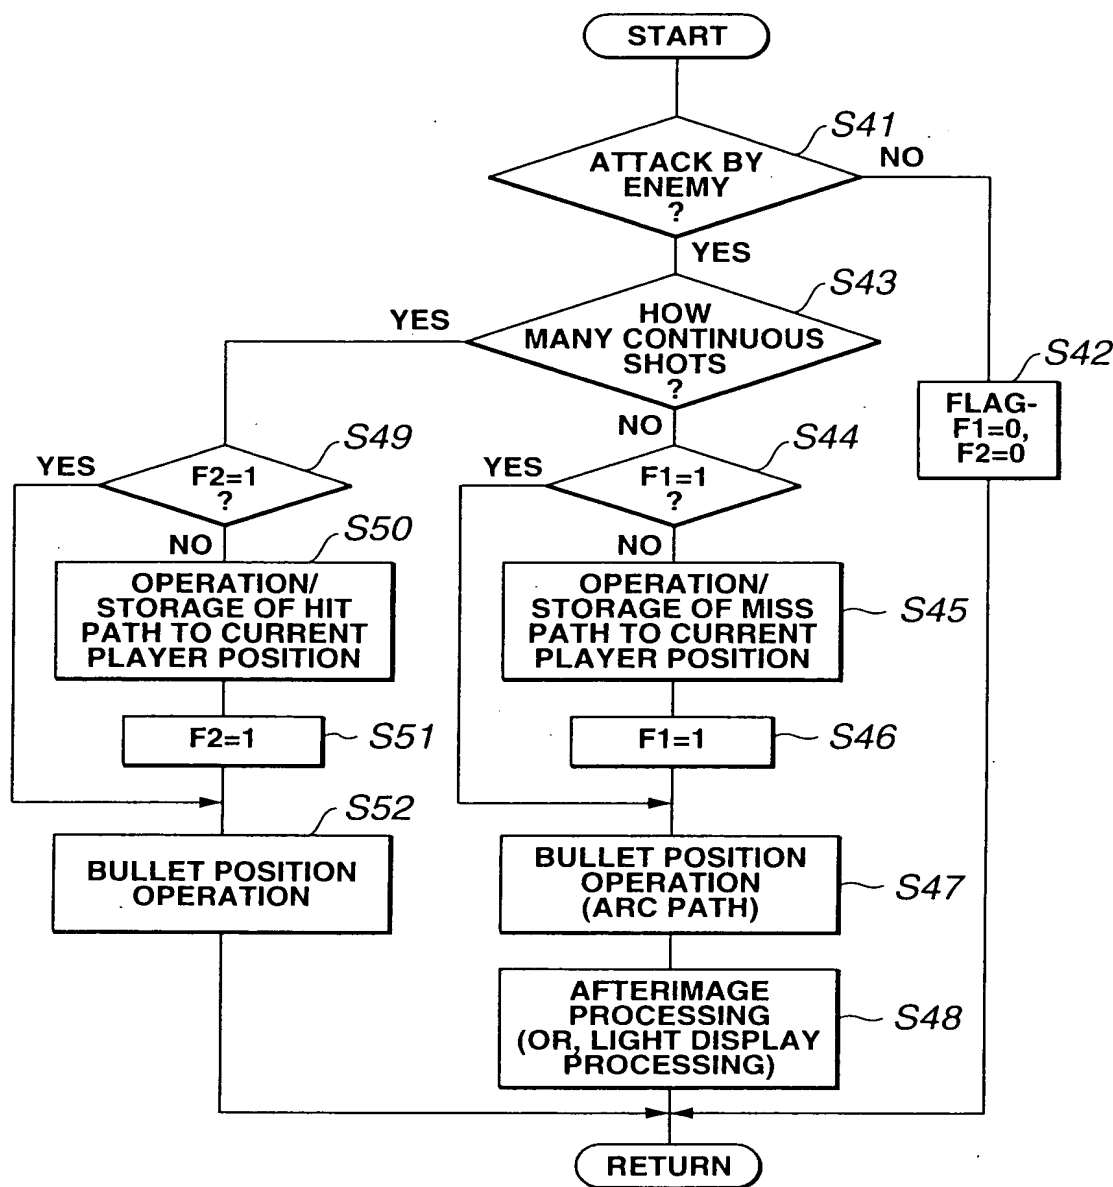 START
S41
ATTACK BY
ENEMY
?
NO
YES
S43
HOW
MANY CONTINUOUS
SHOTS
?
YES
NO
S42
FLAG-
F1=0,
F2=0
S49
F2=1
?
YES
NO
S44
F1=1
?
YES
NO
S50
OPERATION/
STORAGE OF HIT
PATH TO CURRENT
PLAYER POSITION
OPERATION/
STORAGE OF MISS
PATH TO CURRENT
PLAYER POSITION
S45
F2=1
S51
F1=1
S46
S52
BULLET POSITION
OPERATION
BULLET POSITION
OPERATION
(ARC PATH)
S47
AFTERIMAGE
PROCESSING
(OR, LIGHT DISPLAY
PROCESSING)
S48
RETURN